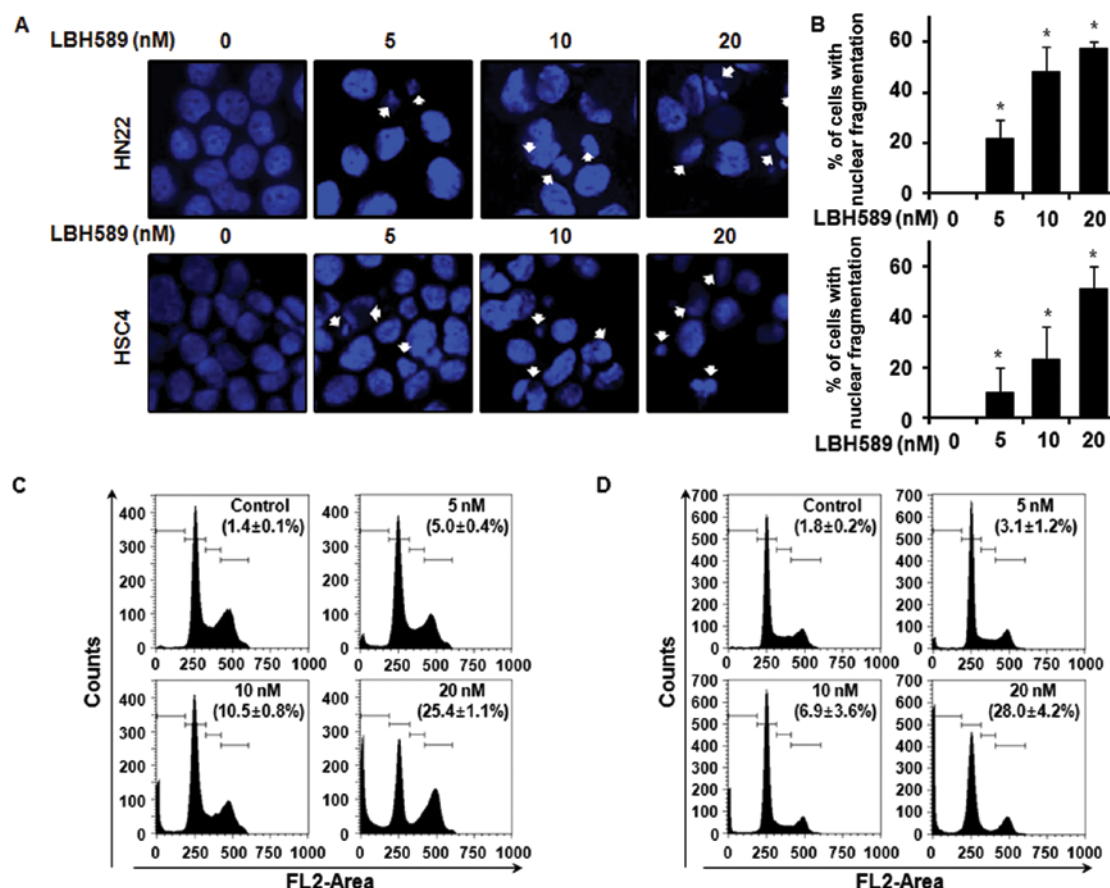 A
LBH589 (nM) 0 5 10 20
HN22
LBH589 (nM) 0 5 10 20
HSC4
B
% of cells with
nuclear fragmentation
60
40
20
0
LBH589 (nM) 0 5 10 20
* * *
% of cells with
nuclear fragmentation
60
40
20
0
LBH589 (nM) 0 5 10 20
* * *
C
Counts
Control
(1.4±0.1%)
400
300
200
100
0
0 250 500 750 1000
5 nM
(5.0±0.4%)
400
300
200
100
0
0 250 500 750 1000
10 nM
(10.5±0.8%)
400
300
200
100
0
0 250 500 750 1000
20 nM
(25.4±1.1%)
400
300
200
100
0
0 250 500 750 1000
FL2-Area
D
Counts
Control
(1.8±0.2%)
700
600
500
400
300
200
100
0
0 250 500 750 1000
5 nM
(3.1±1.2%)
700
600
500
400
300
200
100
0
0 250 500 750 1000
10 nM
(6.9±3.6%)
700
600
500
400
300
200
100
0
0 250 500 750 1000
20 nM
(28.0±4.2%)
700
600
500
400
300
200
100
0
0 250 500 750 1000
FL2-Area